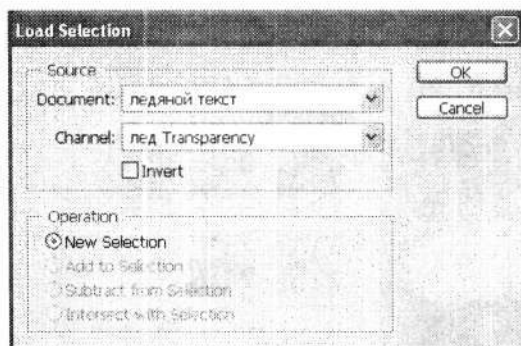 Load Selection
Source
Document: ледяной текст
Channel: лед Transparency
Invert
OK
Cancel
Operation
New Selection
Add to Selection
Subtract from Selection
Intersect with Selection